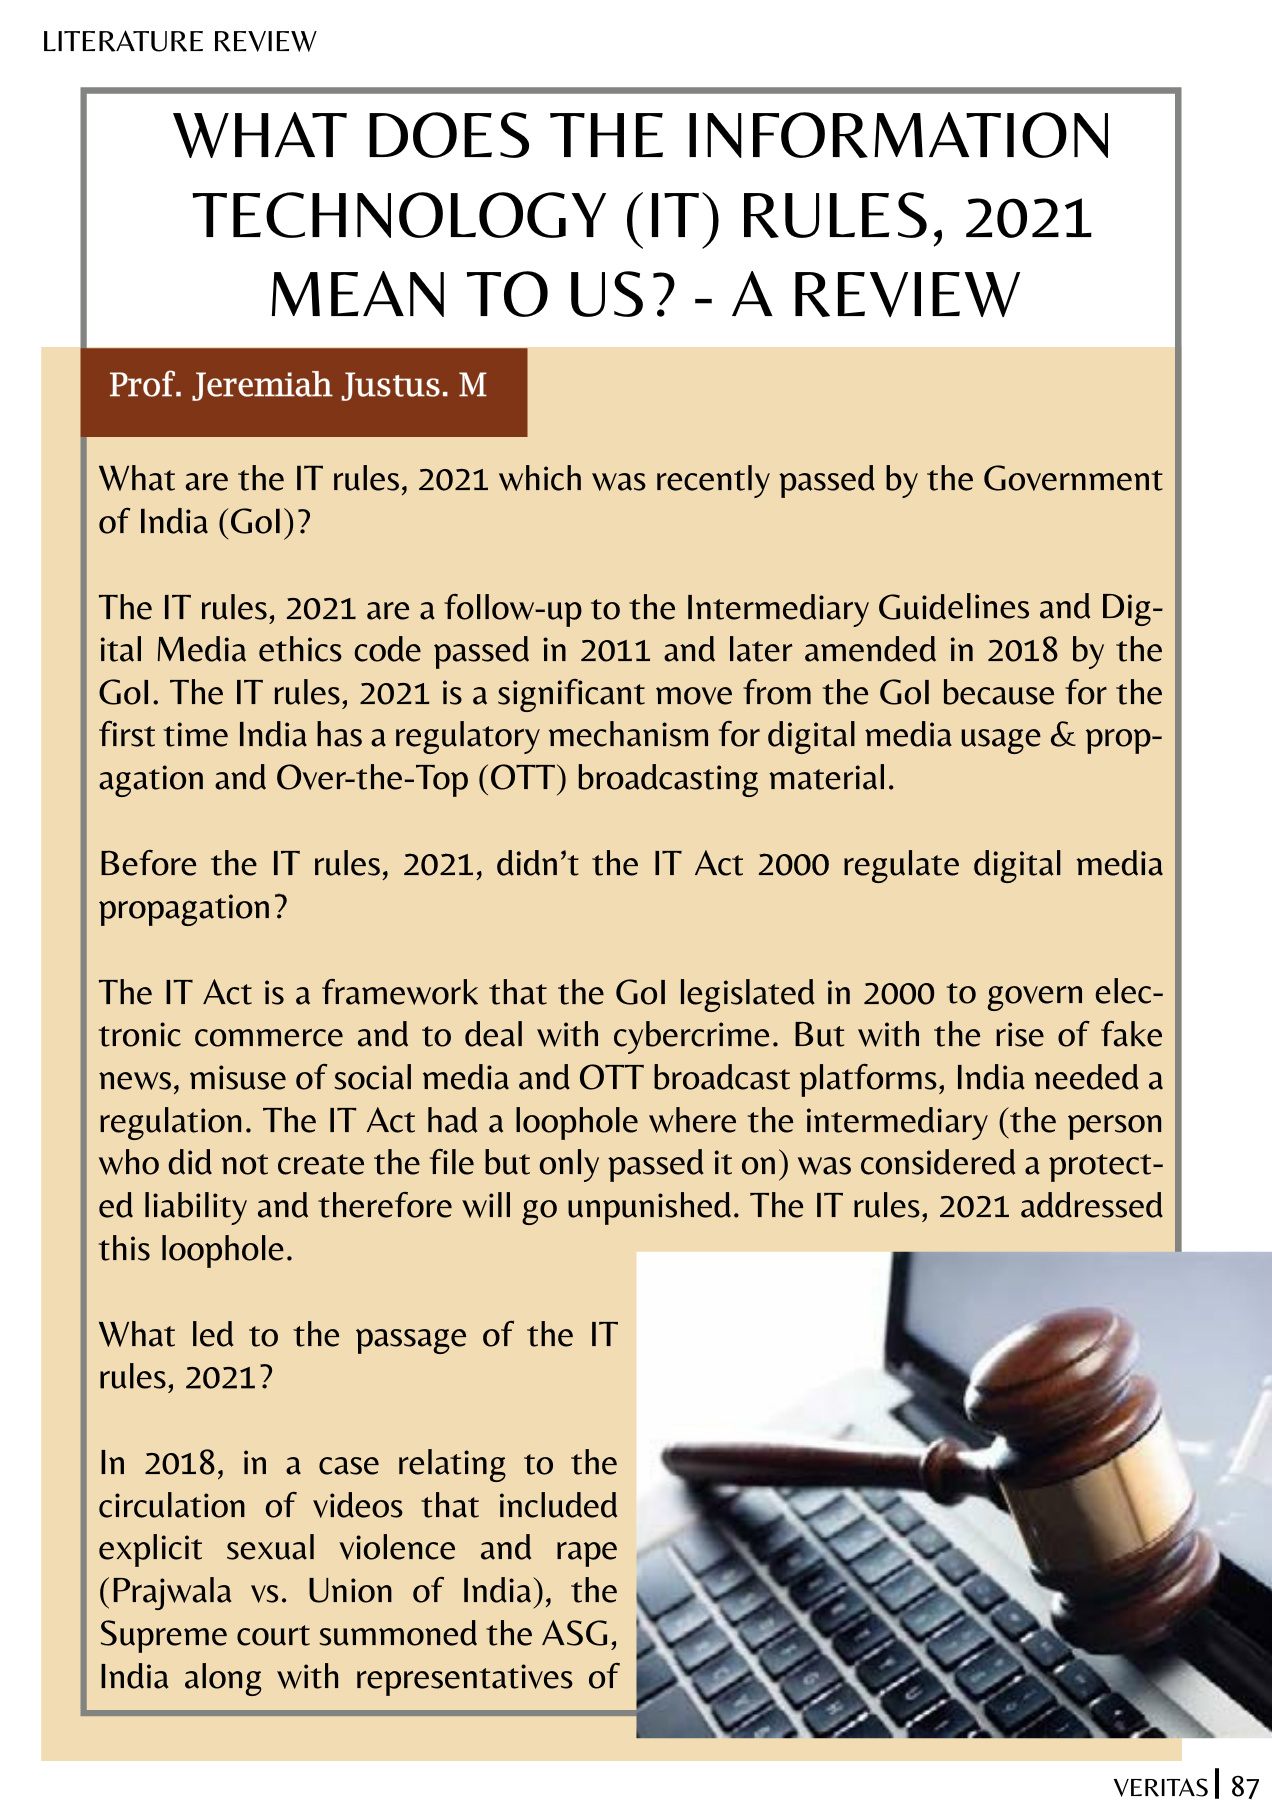 LITERATURE REVIEW
WHAT DOES THE INFORMATION
TECHNOLOGY (IT) RULES, 2021
MEAN TO US? - A REVIEW
Prof. Jeremiah Justus. M
What are the IT rules, 2021 which was recently passed by the Government
of India (GoI)?
The IT rules, 2021 are a follow-up to the Intermediary Guidelines and Dig-
ital Media ethics code passed in 2011 and later amended in 2018 by the
GoI. The IT rules, 2021 is a significant move from the GoI because for the
first time India has a regulatory mechanism for digital media usage & prop-
agation and Over-the-Top (OTT) broadcasting material.
Before the IT rules, 2021, didn’t the IT Act 2000 regulate digital media
propagation?
The IT Act is a framework that the GoI legislated in 2000 to govern elec-
tronic commerce and to deal with cybercrime. But with the rise of fake
news, misuse of social media and OTT broadcast platforms, India needed a
regulation. The IT Act had a loophole where the intermediary (the person
who did not create the file but only passed it on) was considered a protect-
ed liability and therefore will go unpunished. The IT rules, 2021 addressed
this loophole.
What led to the passage of the IT
rules, 2021?
In 2018, in a case relating to the
circulation of videos that included
explicit sexual violence and rape
(Prajwala vs. Union of India), the
Supreme court summoned the ASG,
India along with representatives of
VERITAS| 87